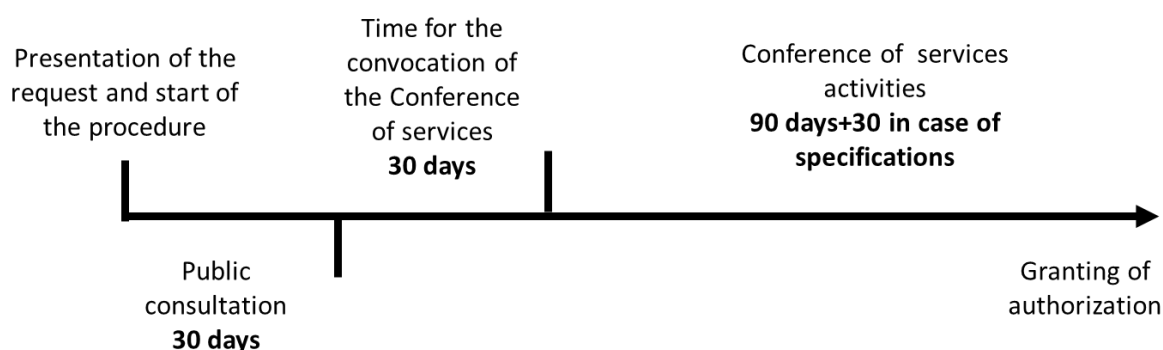 Presentation of the
request and start of
the procedure
Public
consultation
30 days
Time for the
convocation of
the Conference
of services
30 days
Conference of services
activities
90 days+30 in case of
specifications
Granting of
authorization